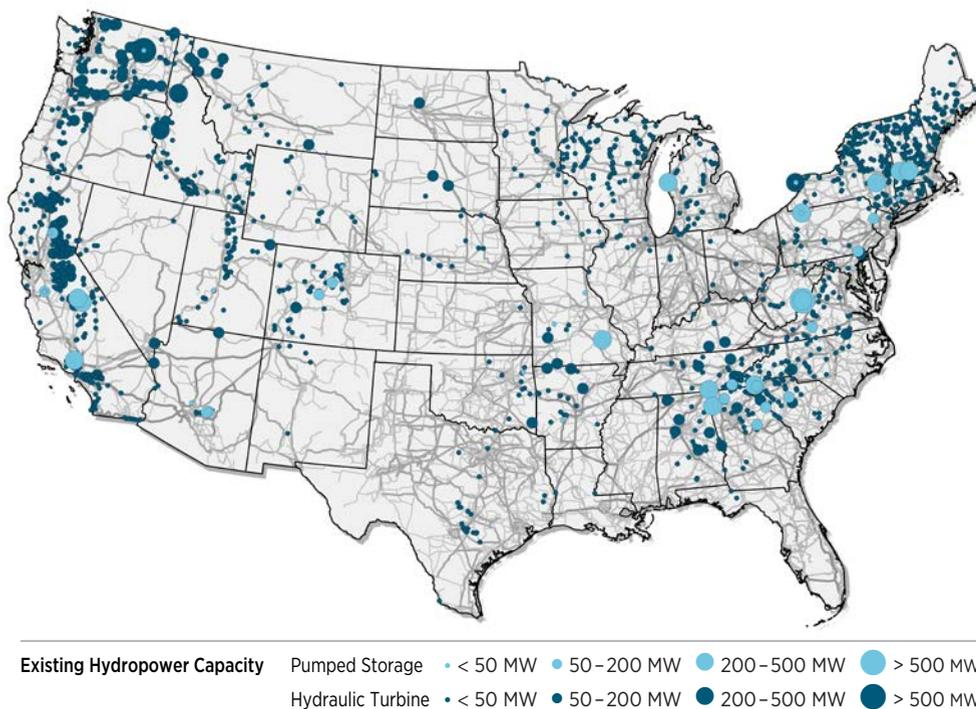 Existing Hydropower Capacity Pumped Storage < 50 MW 50–200 MW 200–500 MW > 500 MW
Hydraulic Turbine < 50 MW 50–200 MW 200–500 MW > 500 MW